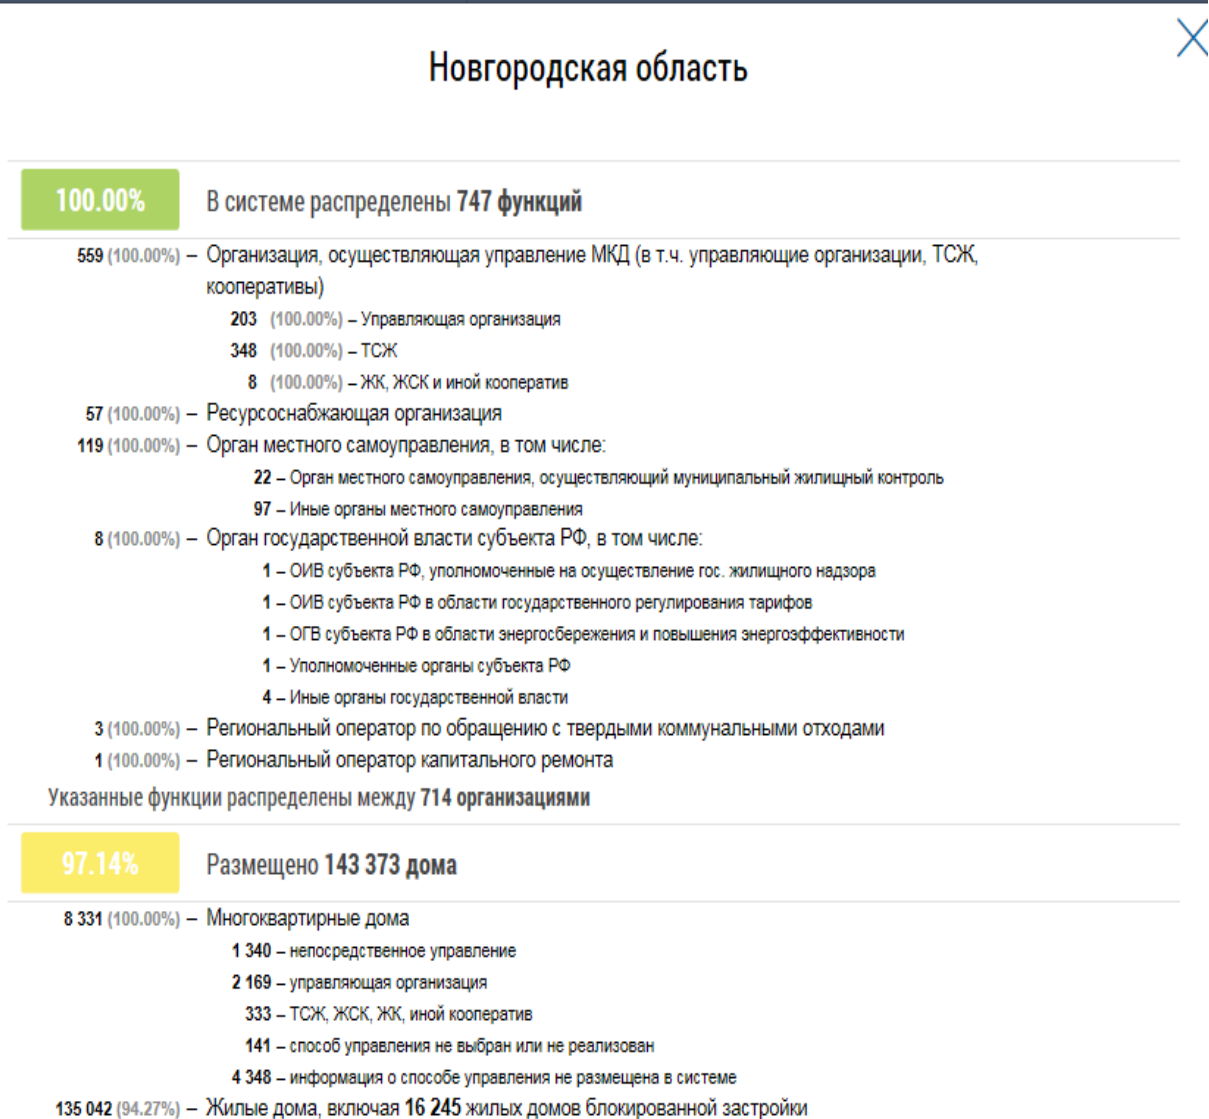 Новгородская область
100.00% В системе распределены 747 функций
559 (100.00%) – Организация, осуществляющая управление МКД (в т.ч. управляющие организации, ТСЖ,
кооперативы)
203 (100.00%) – Управляющая организация
348 (100.00%) – ТСЖ
8 (100.00%) – ЖК, ЖСК и иной кооператив
57 (100.00%) – Ресурсоснабжающая организация
119 (100.00%) – Орган местного самоуправления, в том числе:
22 – Орган местного самоуправления, осуществляющий муниципальный жилищный контроль
97 – Иные органы местного самоуправления
8 (100.00%) – Орган государственной власти субъекта РФ, в том числе:
1 – ОИВ субъекта РФ, уполномоченные на осуществление гос. жилищного надзора
1 – ОИВ субъекта РФ в области государственного регулирования тарифов
1 – ОГВ субъекта РФ в области энергосбережения и повышения энергоэффективности
1 – Уполномоченные органы субъекта РФ
4 – Иные органы государственной власти
3 (100.00%) – Региональный оператор по обращению с твердыми коммунальными отходами
1 (100.00%) – Региональный оператор капитального ремонта
Указанные функции распределены между 714 организациями
97.14% Размещено 143 373 дома
8 331 (100.00%) – Многоквартирные дома
1 340 – непосредственное управление
2 169 – управляющая организация
333 – ТСЖ, ЖСК, ЖК, иной кооператив
141 – способ управления не выбран или не реализован
4 348 – информация о способе управления не размещена в системе
135 042 (94.27%) – Жилые дома, включая 16 245 жилых домов блокированной застройки